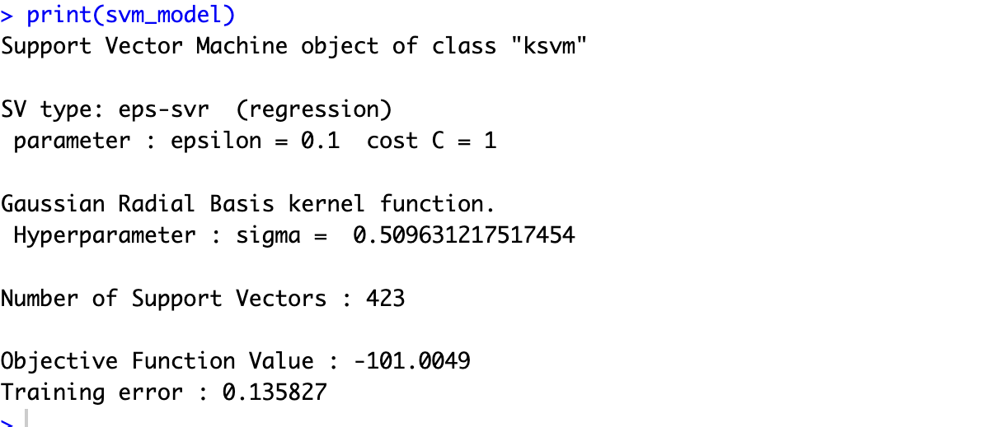 > print(svm_model)
Support Vector Machine object of class "ksvm"
SV type: eps-svr  (regression)
 parameter : epsilon = 0.1  cost C = 1
Gaussian Radial Basis kernel function.
 Hyperparameter : sigma =  0.509631217517454
Number of Support Vectors : 423
Objective Function Value : -101.0049
Training error : 0.135827
>